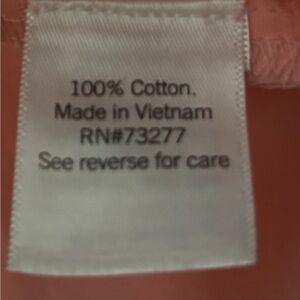 100% Cotton.
Made in Vietnam
RN#73277
See reverse for care